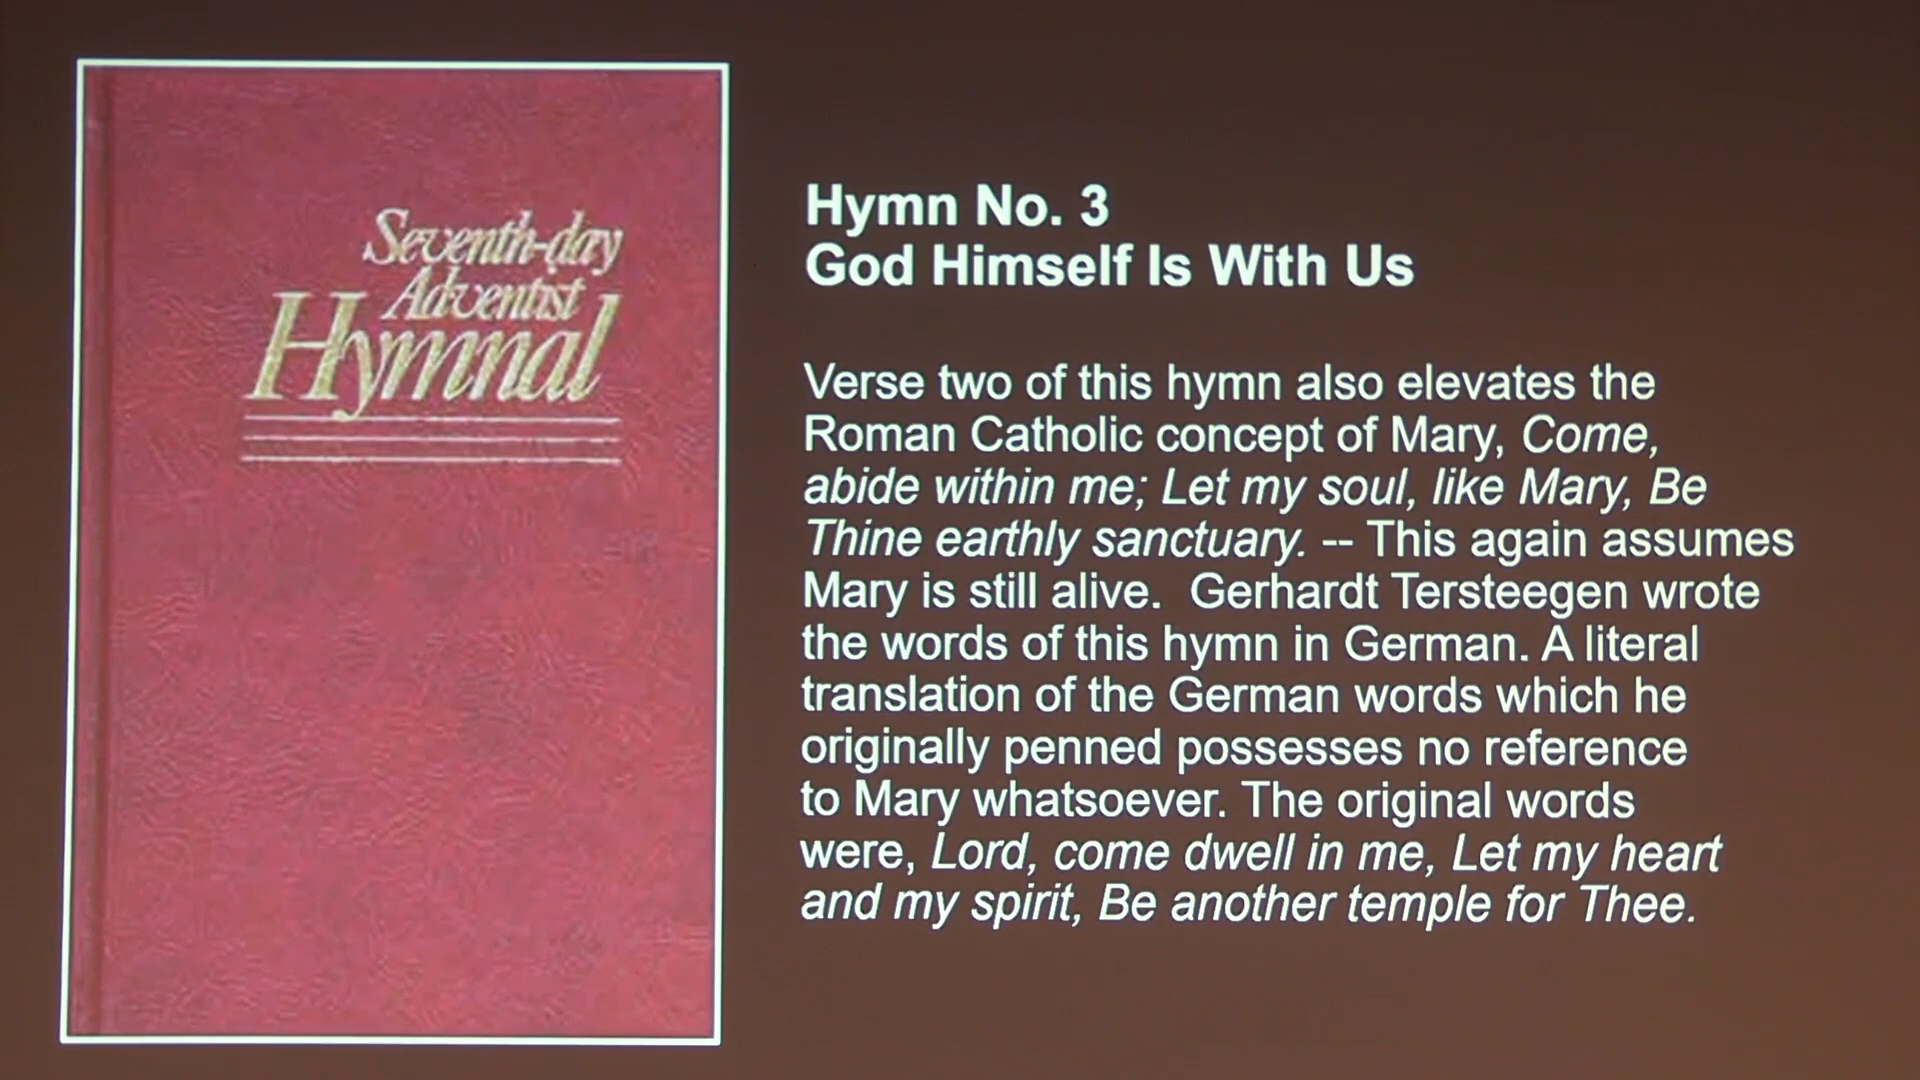 Seventh-day
Adventist
Hymnal
Hymn No. 3
God Himself Is With Us
Verse two of this hymn also elevates the
Roman Catholic concept of Mary, Come,
abide within me; Let my soul, like Mary, Be
Thine earthly sanctuary. -- This again assumes
Mary is still alive.  Gerhardt Tersteegen wrote
the words of this hymn in German. A literal
translation of the German words which he
originally penned possesses no reference
to Mary whatsoever. The original words
were, Lord, come dwell in me, Let my heart
and my spirit, Be another temple for Thee.